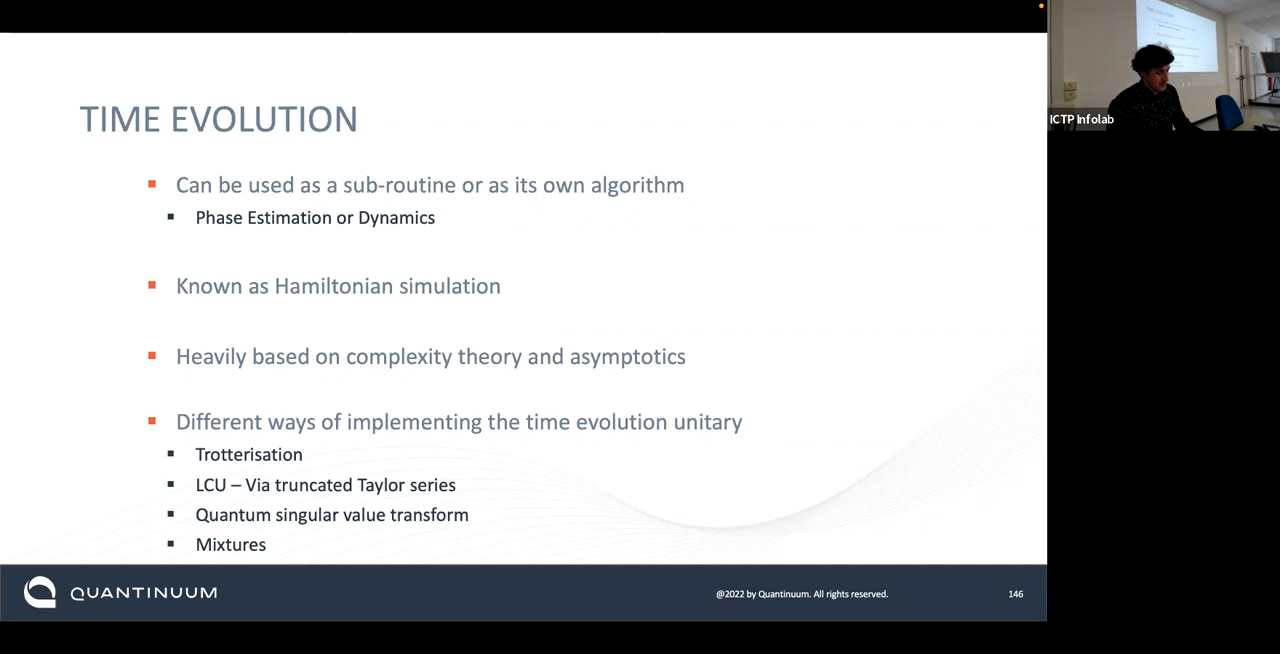 TIME EVOLUTION
Can be used as a sub-routine or as its own algorithm
Phase Estimation or Dynamics
Known as Hamiltonian simulation
Heavily based on complexity theory and asymptotics
Different ways of implementing the time evolution unitary
Trotterisation
LCU – Via truncated Taylor series
Quantum singular value transform
Mixtures
QUANTINUUM
@2022 by Quantinuum. All rights reserved.
146
ICTP Infolab